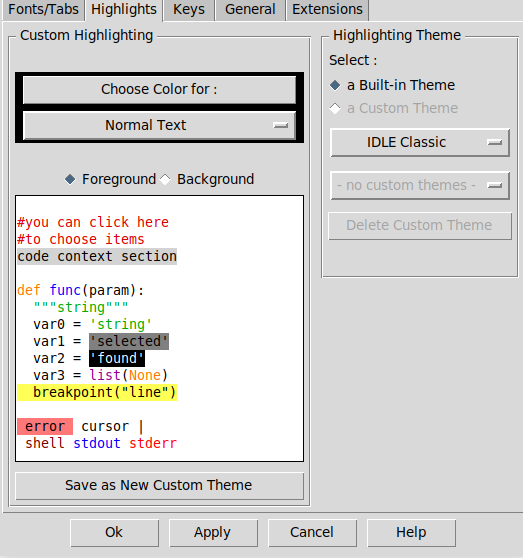 Fonts/Tabs Highlights Keys General Extensions
Custom Highlighting
Choose Color for :
Normal Text
Foreground Background
#you can click here
#to choose items
code context section
def func(param):
  """string"""
  var0 = 'string'
  var1 = 'selected'
  var2 = 'found'
  var3 = list(None)
  breakpoint("line")
 error  cursor |
 shell stdout stderr
Save as New Custom Theme
Highlighting Theme
Select :
a Built-in Theme
a Custom Theme
IDLE Classic
- no custom themes -
Delete Custom Theme
Ok Apply Cancel Help